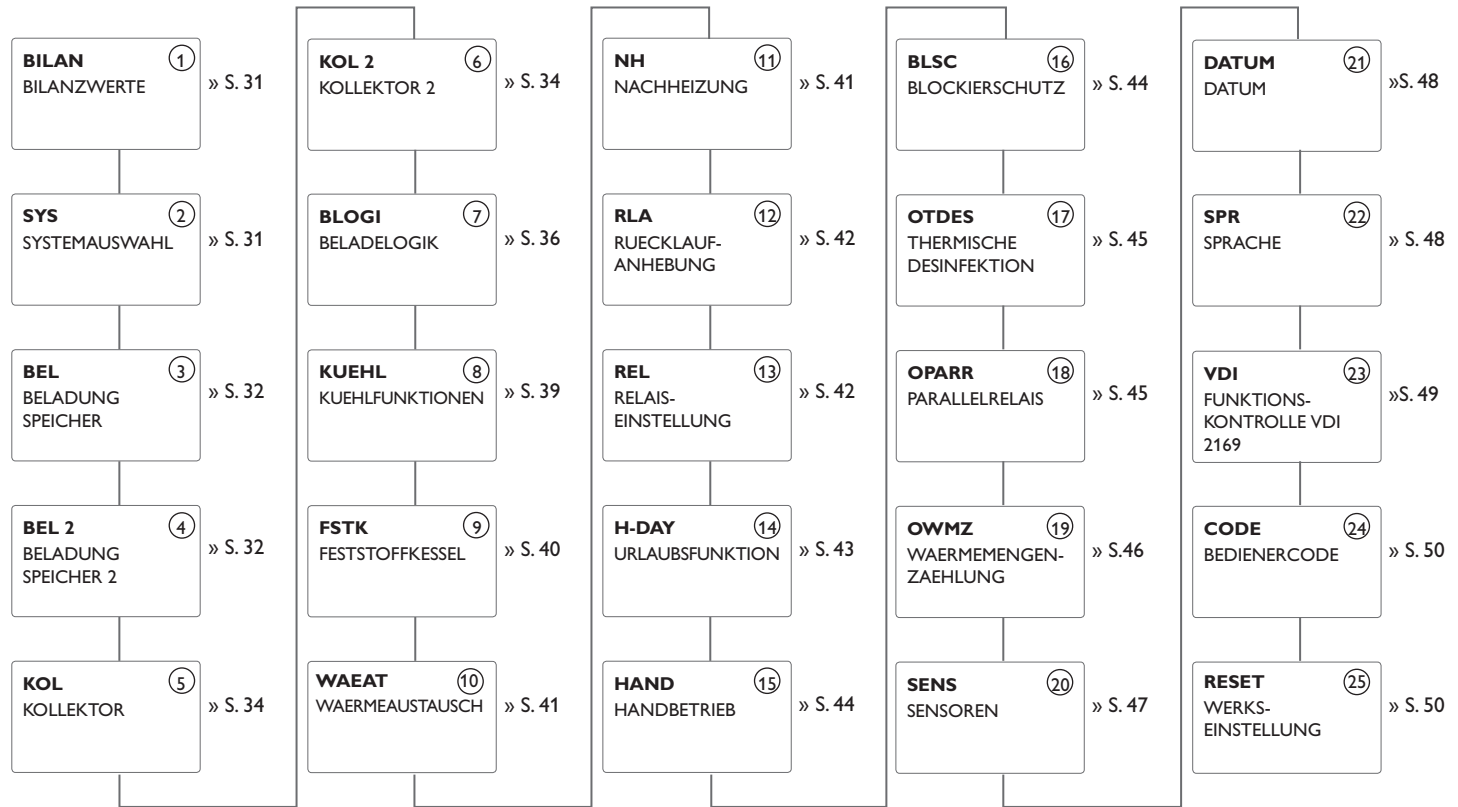 BILAN 1
BILANZWERTE
» S. 31
SYS 2
SYSTEMAUSWAHL
» S. 31
BEL 3
BELADUNG
SPEICHER
» S. 32
BEL 2 4
BELADUNG
SPEICHER 2
» S. 32
KOL 5
KOLLEKTOR
» S. 34
KOL 2 6
KOLLEKTOR 2
» S. 34
BLOGI 7
BELADELOGIK
» S. 36
KUEHL 8
KUEHLFUNKTIONEN
» S. 39
FSTK 9
FESTSTOFFKESSEL
» S. 40
WAEAT 10
WAERMEAUSTAUSCH
» S. 41
NH 11
NACHHEIZUNG
» S. 41
RLA 12
RUECKLAUF-
ANHEBUNG
» S. 42
REL 13
RELAIS-
EINSTELLUNG
» S. 42
H-DAY 14
URLAUBSFUNKTION
» S. 43
HAND 15
HANDBETRIEB
» S. 44
BLSC 16
BLOCKIERSCHUTZ
» S. 44
OTDES 17
THERMISCHE
DESINFEKTION
» S. 45
OPARR 18
PARALLELRELAIS
» S. 45
OWMZ 19
WAERMEMENGEN-
ZAEHLUNG
» S.46
SENS 20
SENSOREN
» S. 47
DATUM 21
DATUM
»S. 48
SPR 22
SPRACHE
» S. 48
VDI 23
FUNKTIONS-
KONTROLLE VDI
2169
»S. 49
CODE 24
BEDIENERCODE
» S. 50
RESET 25
WERKS-
EINSTELLUNG
» S. 50